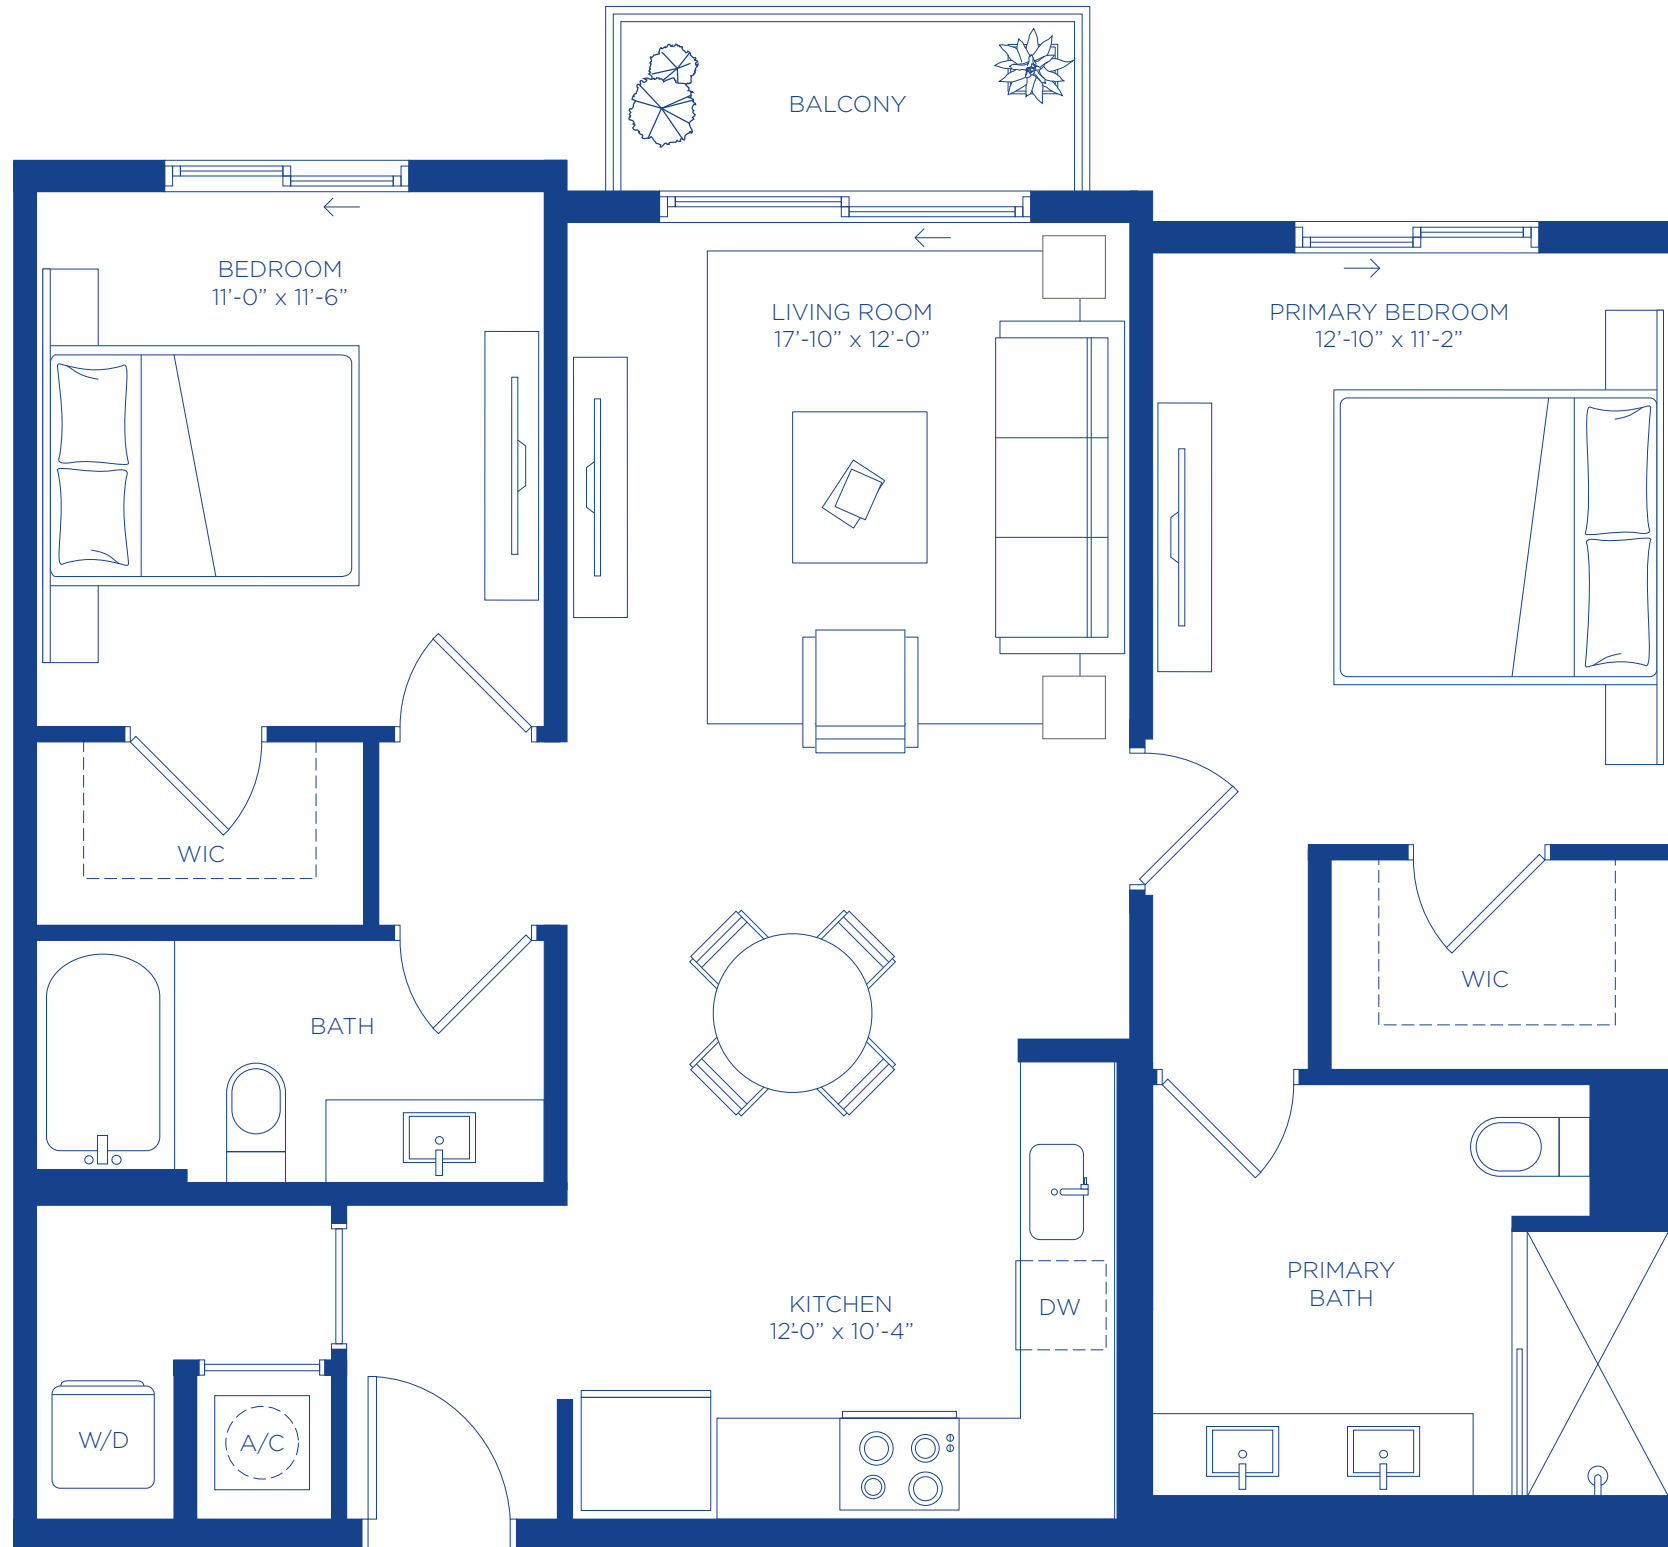 BALCONY
BEDROOM
11’-0” x 11’-6”
LIVING ROOM
17’-10” x 12’-0”
PRIMARY BEDROOM
12’-10” x 11’-2”
WIC
WIC
BATH
PRIMARY
BATH
KITCHEN
12’-0” x 10’-4”
DW
W/D
A/C